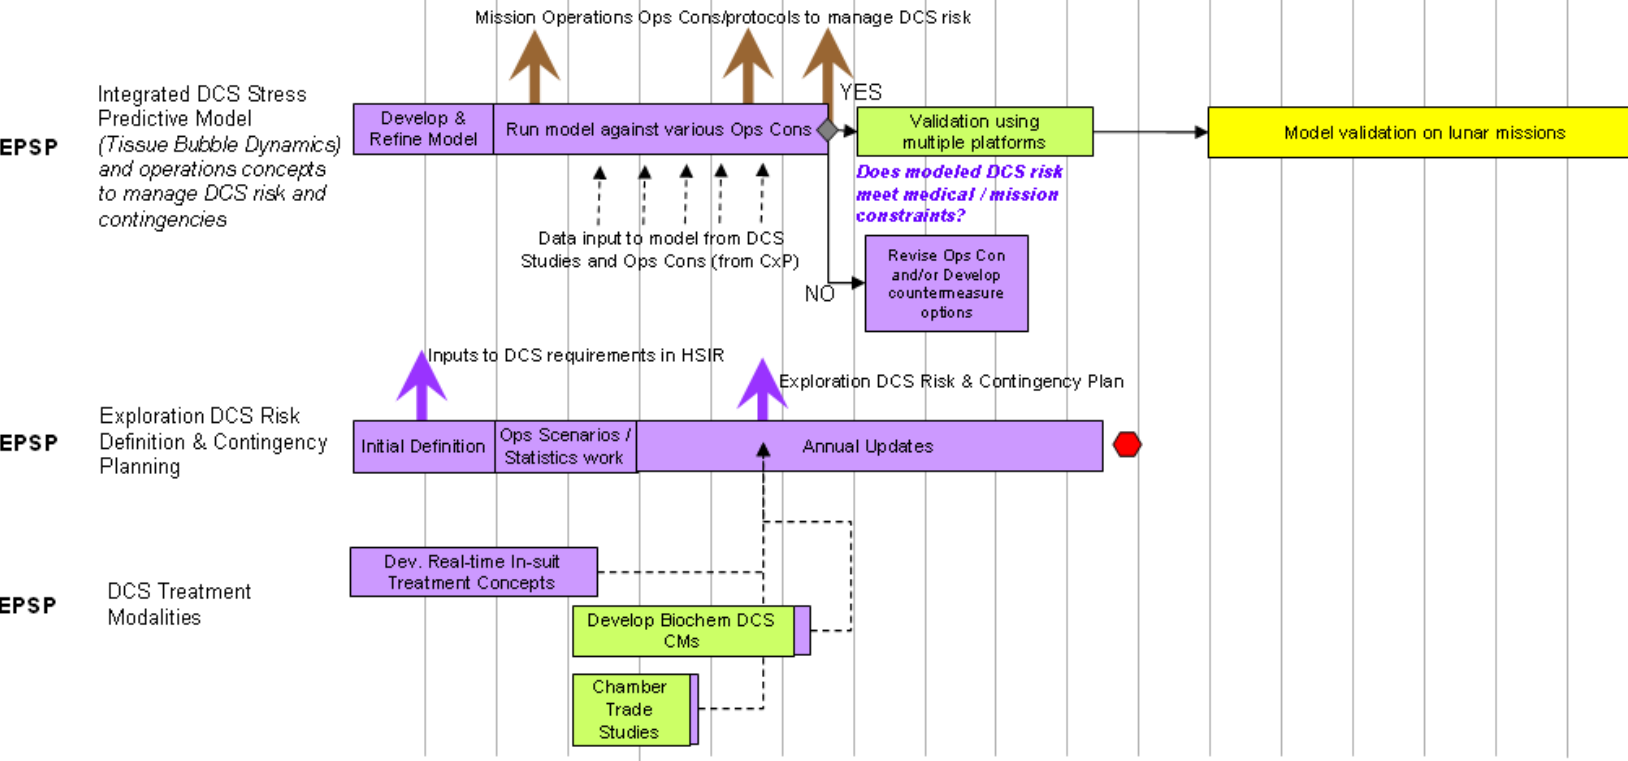 Mission Operations Ops Cons/protocols to manage DCS risk
EPSP
Integrated DCS Stress
Predictive Model
(Tissue Bubble Dynamics)
and operations concepts
to manage DCS risk and
contingencies
Develop &
Refine Model
Run model against various Ops Cons
YES
Validation using
multiple platforms
Model validation on lunar missions
Does modeled DCS risk
meet medical / mission
constraints?
Data input to model from DCS
Studies and Ops Cons (from CxP)
NO
Revise Ops Con
and/or Develop
countermeasure
options
Inputs to DCS requirements in HSIR
Exploration DCS Risk & Contingency Plan
EPSP
Exploration DCS Risk
Definition & Contingency
Planning
Initial Definition
Ops Scenarios /
Statistics work
Annual Updates
EPSP
DCS Treatment
Modalities
Dev. Real-time In-suit
Treatment Concepts
Develop Biochem DCS
CMs
Chamber
Trade
Studies